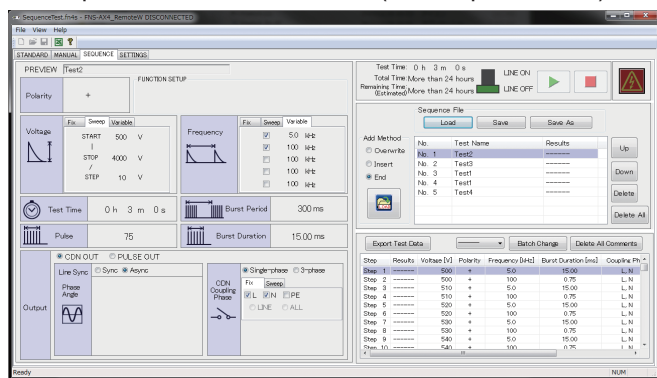 SequenceTest.fn4s - FNS-AX4_RemoteW DISCONNECTED
File View Help
STANDARD MANUAL SEQUENCE SETTINGS
PREVIEW Test2
FUNCTION SETUP
Polarity +
Voltage
Fix Sweep Variable
START 500 V
STOP 4000 V
STEP 10 V
Frequency
Fix Sweep Variable
5.0 kHz
100 kHz
100 kHz
100 kHz
100 kHz
Test Time 0 h 3 m 0 s
Burst Period 300 ms
Pulse 75
Burst Duration 15.00 ms
Output
CDN OUT PULSE OUT
Line Sync Sync Async
Phase Angle
CDN Coupling Phase
Single-phase 3-phase
Fix Sweep
L N PE
LINE ALL
Test Time: 0 h 3 m 0 s
Total Time: More than 24 hours
Remaining Time: More than 24 hours
(Estimated)
LINE ON
LINE OFF
Sequence File
Load Save Save As
Add Method
Overwrite
Insert
End
No. Test Name Results
No. 1 Test2 ------
No. 2 Test3 ------
No. 3 Test1 ------
No. 4 Test1 ------
No. 5 Test4 ------
Up
Down
Delete
Delete All
Export Test Data ------ Batch Change Delete All Comments
Step Results Voltage [V] Polarity Frequency [kHz] Burst Duration [ms] Coupling Ph
Step 1 ------ 500 + 5.0 15.00 L, N
Step 2 ------ 500 + 100 0.75 L, N
Step 3 ------ 510 + 5.0 15.00 L, N
Step 4 ------ 510 + 100 0.75 L, N
Step 5 ------ 520 + 5.0 15.00 L, N
Step 6 ------ 520 + 100 0.75 L, N
Step 7 ------ 530 + 5.0 15.00 L, N
Step 8 ------ 530 + 100 0.75 L, N
Step 9 ------ 540 + 5.0 15.00 L, N
Step 10 ------ 540 + 100 0.75 L, N
Ready NUM